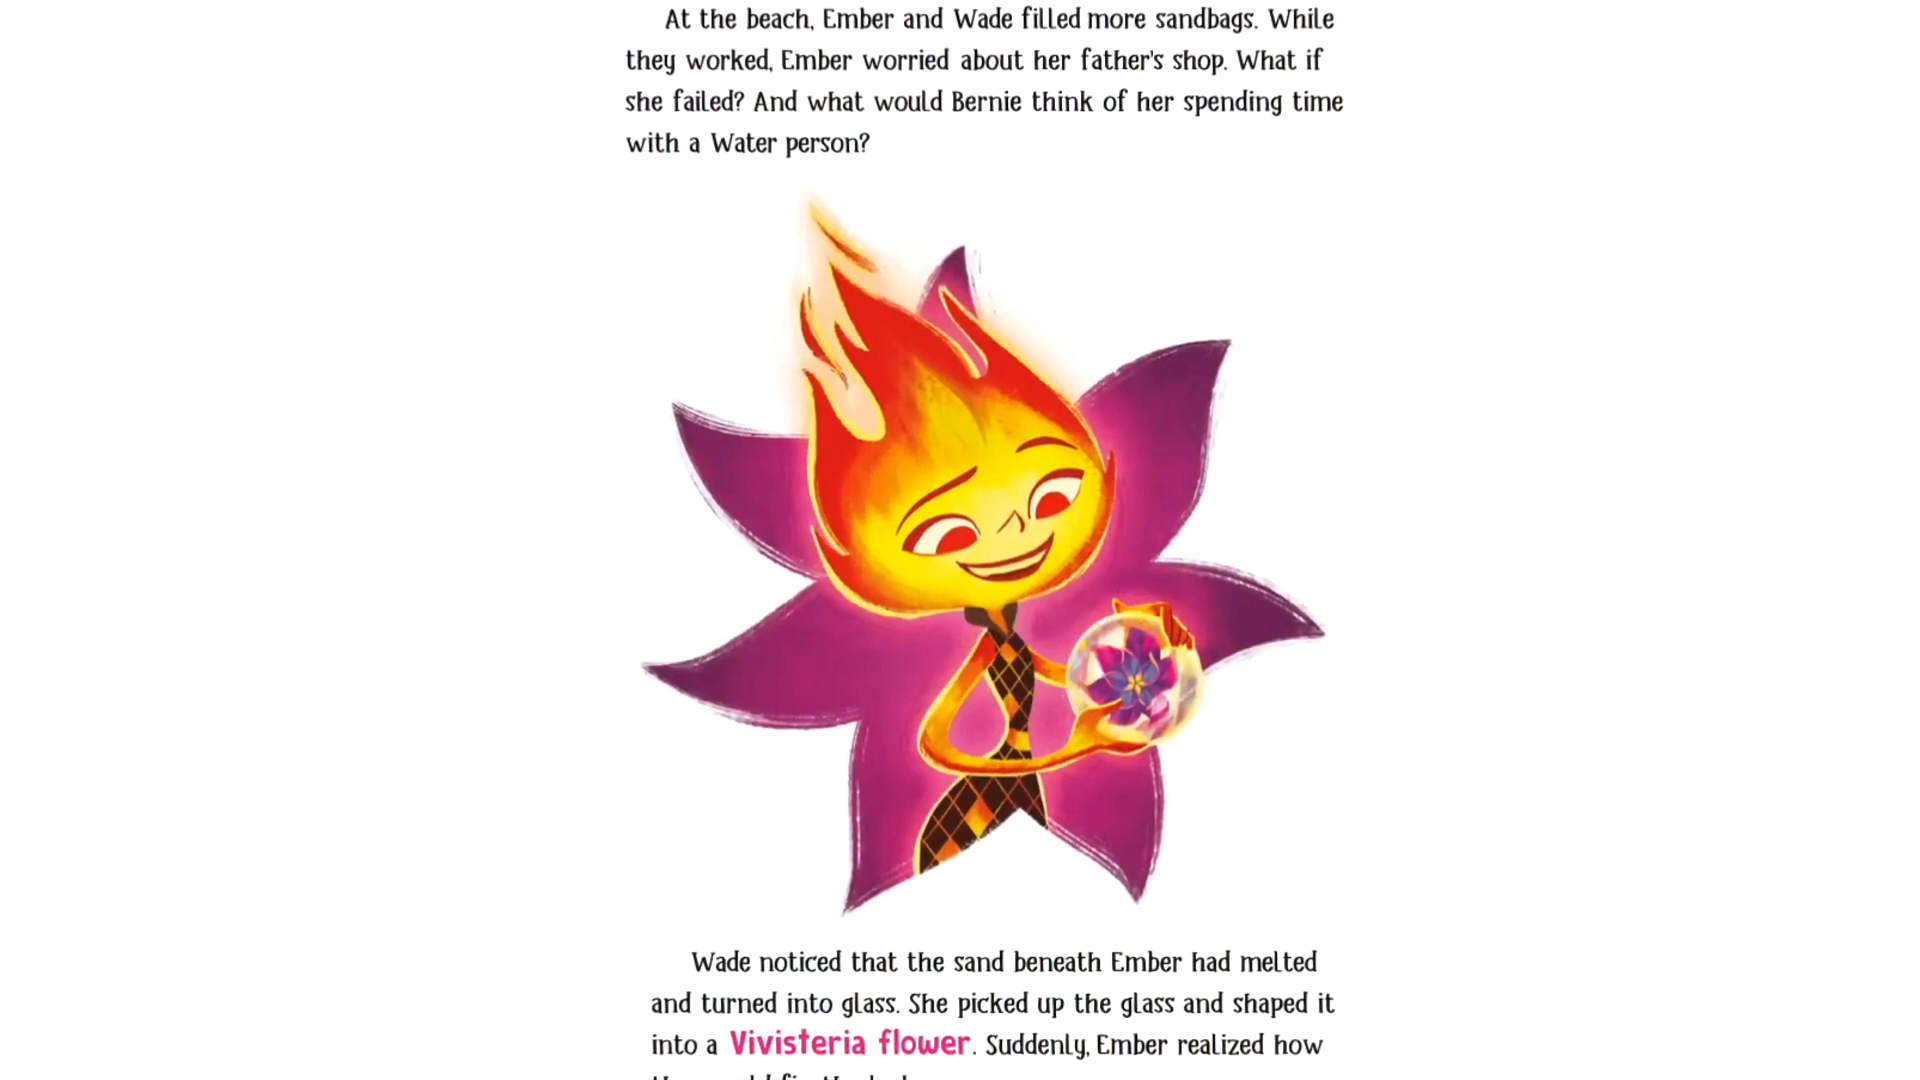 At the beach, Ember and Wade filled more sandbags. While
they worked, Ember worried about her father's shop. What if
she failed? And what would Bernie think of her spending time
with a Water person?
Wade noticed that the sand beneath Ember had melted
and turned into glass. She picked up the glass and shaped it
into a Vivisteria flower. Suddenly, Ember realized how